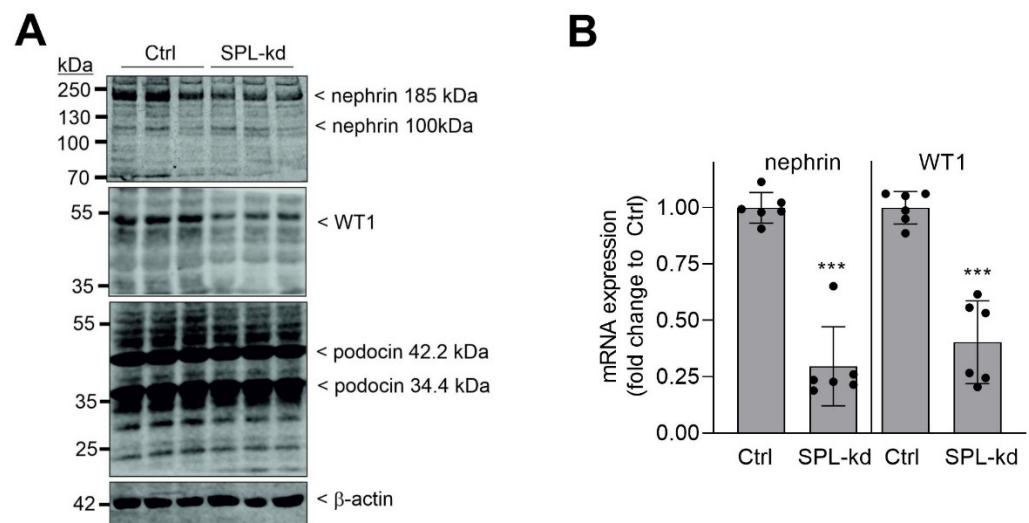 A
Ctrl SPL-kd
kDa
250
130
100
70
< nephrin 185 kDa
< nephrin 100kDa
55
35
< WT1
55
35
25
< podocin 42.2 kDa
< podocin 34.4 kDa
42
< β-actin
B
nephrin WT1
mRNA expression
(fold change to Ctrl)
1.00
0.75
0.50
0.25
0.00
*** ***
Ctrl SPL-kd Ctrl SPL-kd